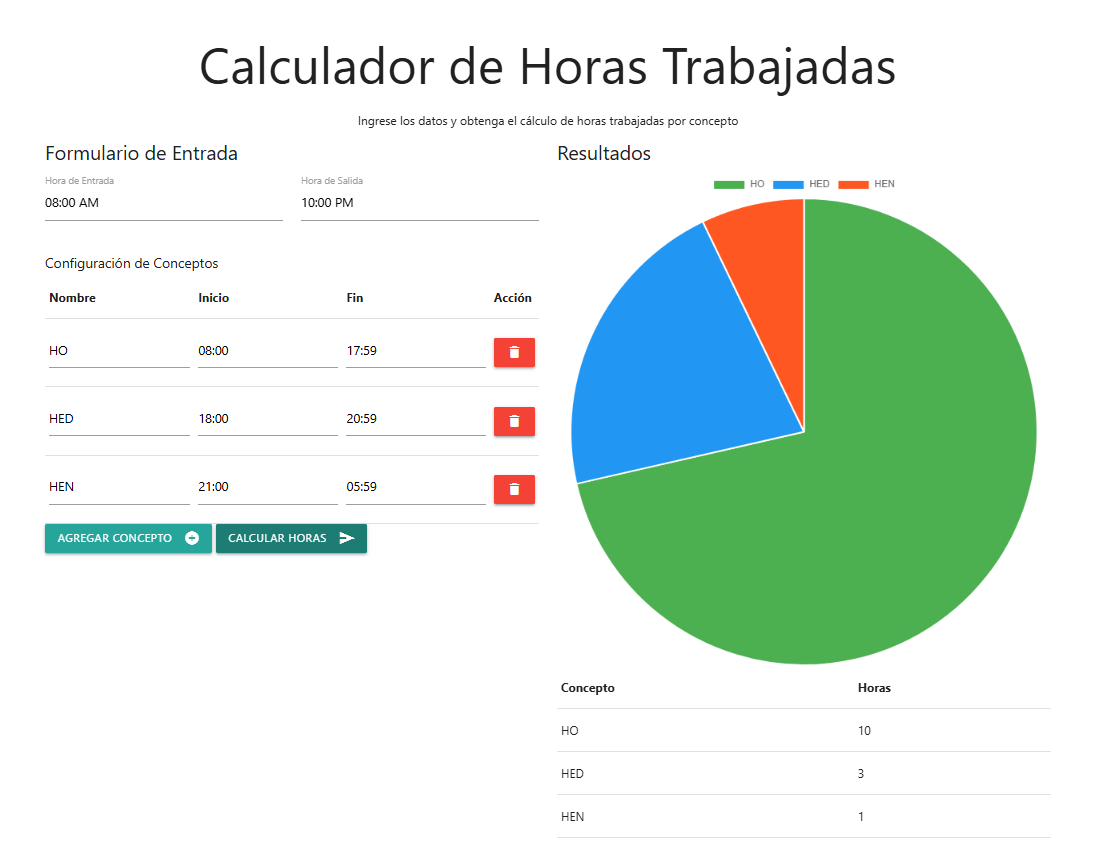 Calculador de Horas Trabajadas
Ingrese los datos y obtenga el cálculo de horas trabajadas por concepto
Formulario de Entrada
Hora de Entrada Hora de Salida
08:00 AM 10:00 PM
Configuración de Conceptos
Nombre Inicio Fin Acción
HO 08:00 17:59
HED 18:00 20:59
HEN 21:00 05:59
AGREGAR CONCEPTO CALCULAR HORAS
Resultados
HO HED HEN
Concepto Horas
HO 10
HED 3
HEN 1